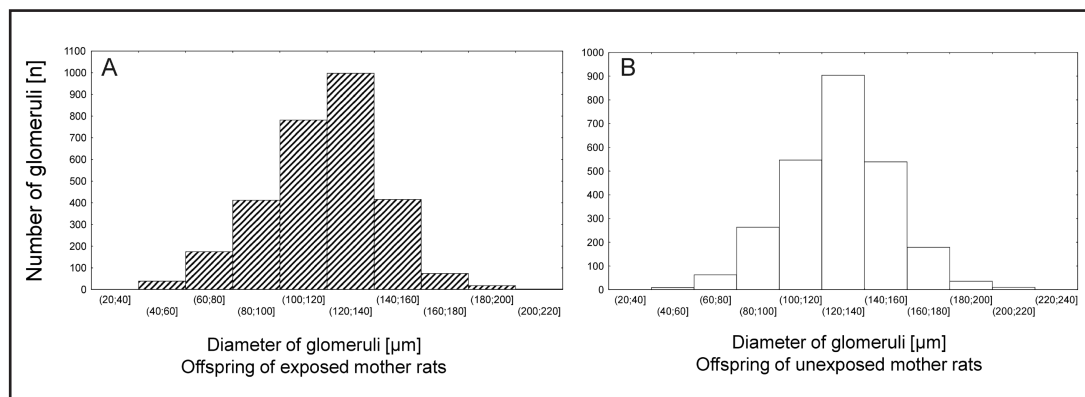 A
Number of glomeruli [n]
1100
1000
900
800
700
600
500
400
300
200
100
0
(20;40] (60;80] (100;120] (140;160] (180;200]
(40;60] (80;100] (120;140] (160;180] (200;220]
Diameter of glomeruli [µm]
Offspring of exposed mother rats
B
1000
900
800
700
600
500
400
300
200
100
0
(20;40] (60;80] (100;120] (140;160] (180;200] (220;240]
(40;60] (80;100] (120;140] (160;180] (200;220]
Diameter of glomeruli [µm]
Offspring of unexposed mother rats